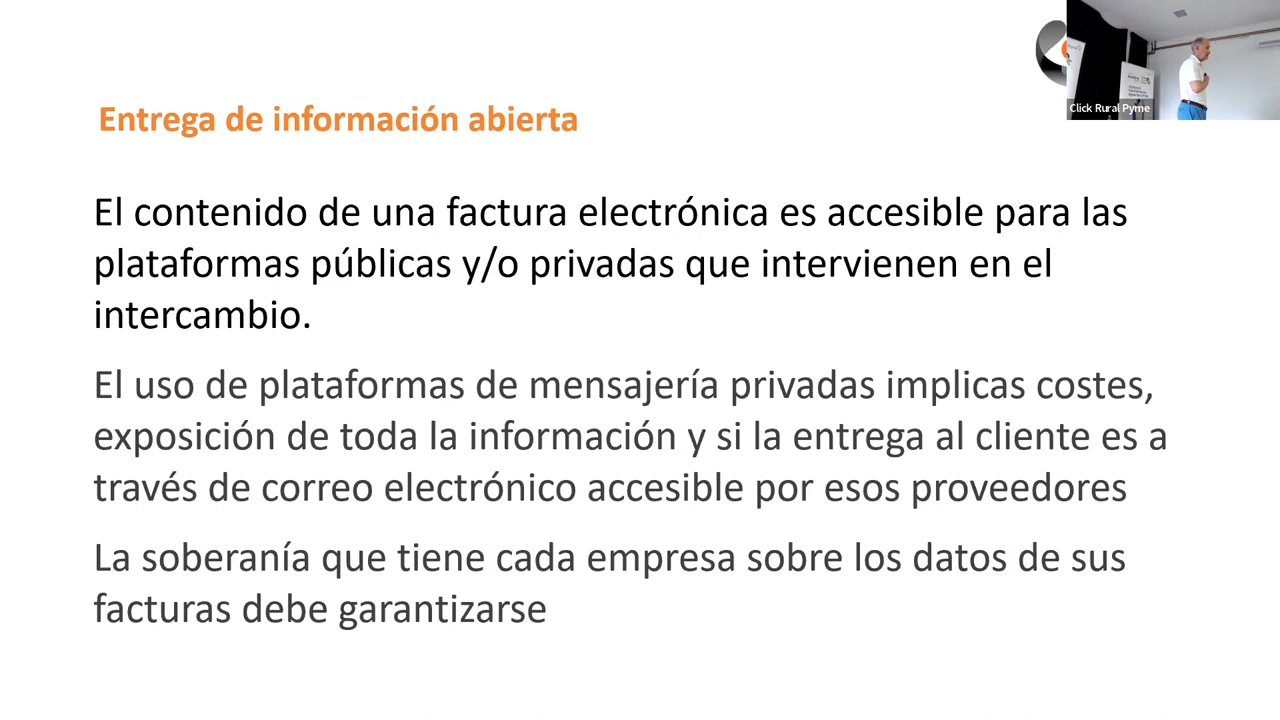 Entrega de información abierta
El contenido de una factura electrónica es accesible para las
plataformas públicas y/o privadas que intervienen en el
intercambio.
El uso de plataformas de mensajería privadas implicas costes,
exposición de toda la información y si la entrega al cliente es a
través de correo electrónico accesible por esos proveedores
La soberanía que tiene cada empresa sobre los datos de sus
facturas debe garantizarse
Click Rural Pyme